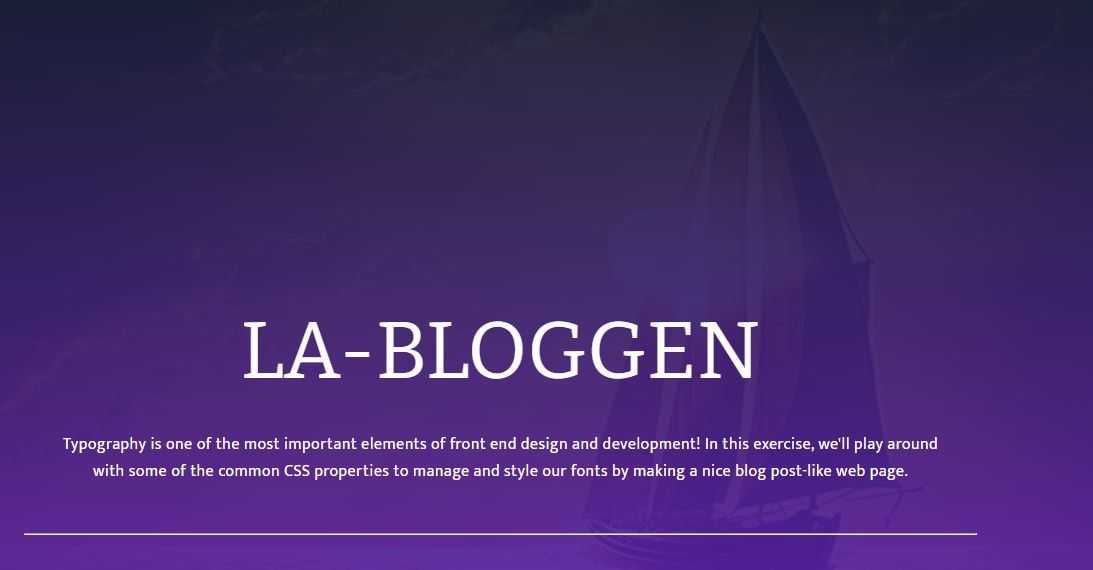 LA-BLOGGEN
Typography is one of the most important elements of front end design and development! In this exercise, we'll play around
with some of the common CSS properties to manage and style our fonts by making a nice blog post-like web page.